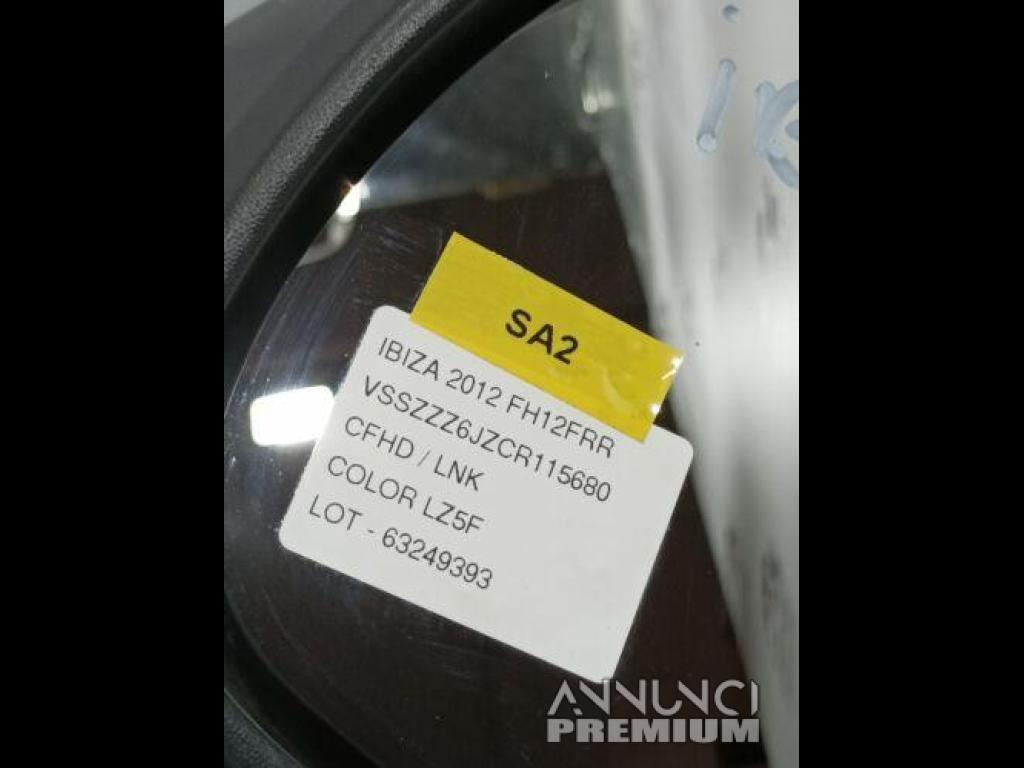 SA2
IBIZA 2012 FH12FRR
VSSZZZ6JZCR115680
CFHD / LNK
COLOR LZ5F
LOT - 63249393
ANNUNCI
PREMIUM